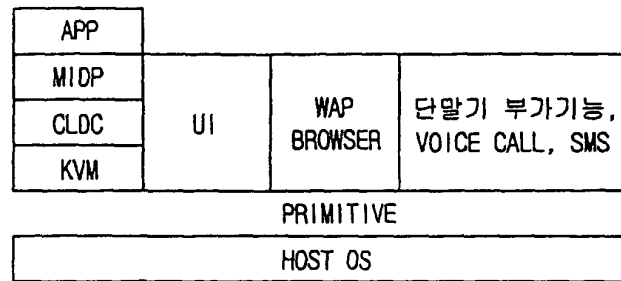 APP
MIDP
CLDC
KVM
UI
WAP
BROWSER
단말기 부가기능,
VOICE CALL, SMS
PRIMITIVE
HOST OS